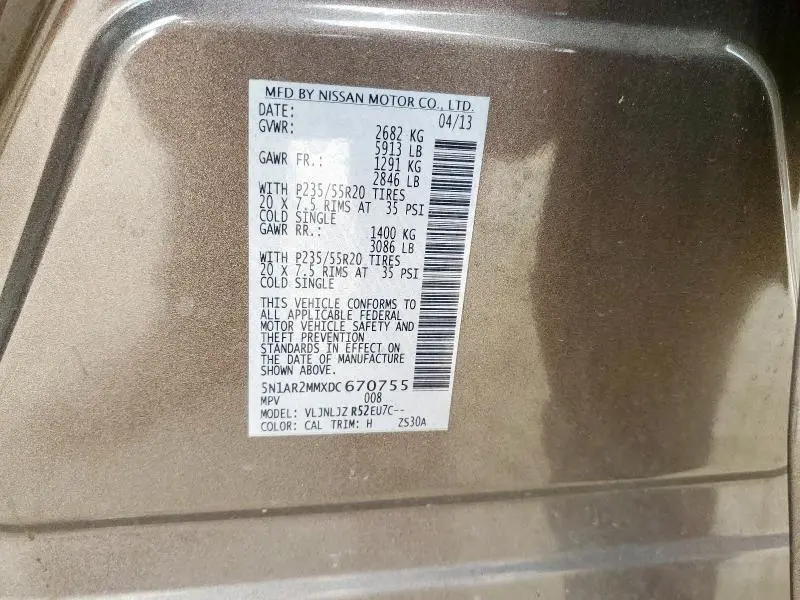 MFD BY NISSAN MOTOR CO., LTD.
DATE: 04/13
GVWR: 2682 KG
5913 LB
GAWR FR.: 1291 KG
2846 LB
WITH P235/55R20 TIRES
20 X 7.5 RIMS AT 35 PSI
COLD SINGLE
GAWR RR.: 1400 KG
3086 LB
WITH P235/55R20 TIRES
20 X 7.5 RIMS AT 35 PSI
COLD SINGLE
THIS VEHICLE CONFORMS TO
ALL APPLICABLE FEDERAL
MOTOR VEHICLE SAFETY AND
THEFT PREVENTION
STANDARDS IN EFFECT ON
THE DATE OF MANUFACTURE
SHOWN ABOVE.
5N1AR2MMXDC670755
MPV 008
MODEL: VLJNLJZ R52EU7C--
COLOR: CAL TRIM: H ZS30A